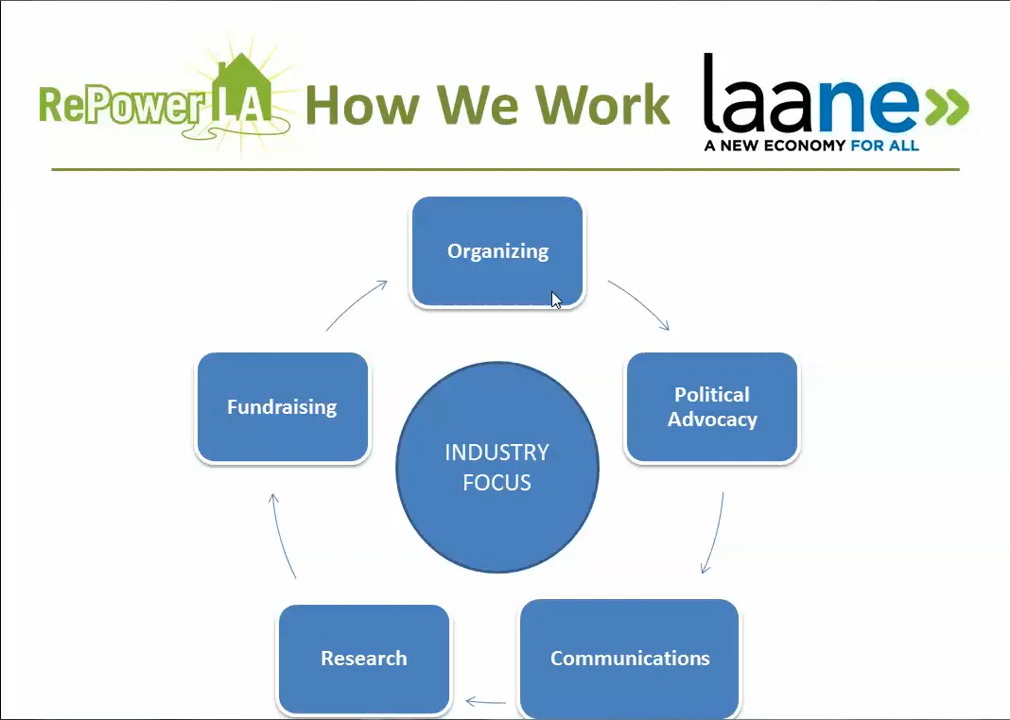 RePower LA How We Work laane
A NEW ECONOMY FOR ALL
Organizing
Fundraising
Political
Advocacy
INDUSTRY
FOCUS
Research
Communications